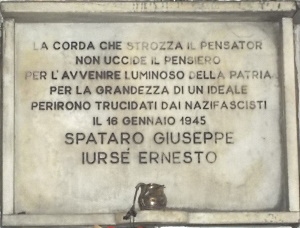 LA CORDA CHE STROZZA IL PENSATOR
NON UCCIDE IL PENSIERO
PER L'AVVENIRE LUMINOSO DELLA PATRIA
PER LA GRANDEZZA DI UN IDEALE
PERIRONO TRUCIDATI DAI NAZIFASCISTI
IL 16 GENNAIO 1945
SPATARO GIUSEPPE
IURSÉ ERNESTO